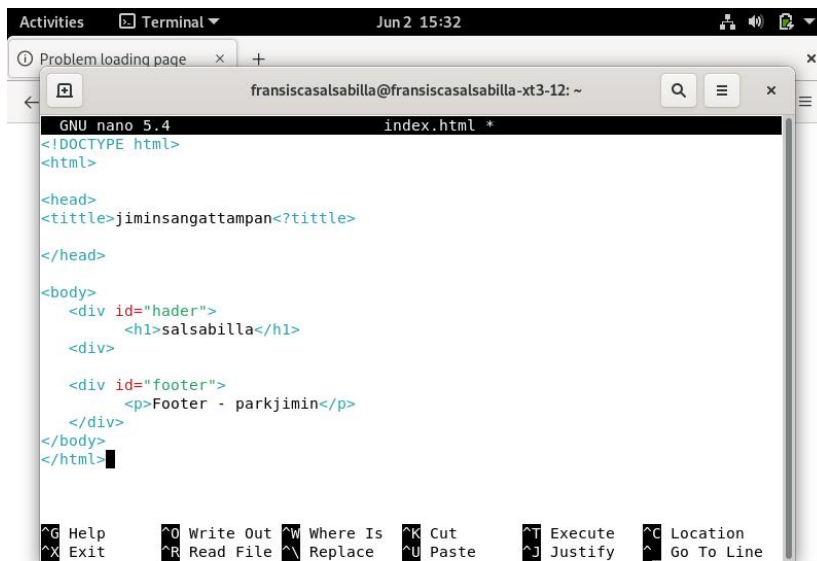 Activities Terminal Jun 2 15:32
Problem loading page × +
fransiscasalsabilla@fransiscasalsabilla-xt3-12: ~
GNU nano 5.4 index.html *
<!DOCTYPE html>
<html>
<head>
<tittle>jiminsangattampan<?tittle>
</head>
<body>
<div id="hader">
<h1>salsabilla</h1>
<div>
<div id="footer">
<p>Footer - parkjimin</p>
</div>
</body>
</html>
^G Help ^O Write Out ^W Where Is ^K Cut ^T Execute ^C Location
^X Exit ^R Read File ^\ Replace ^U Paste ^J Justify ^_ Go To Line